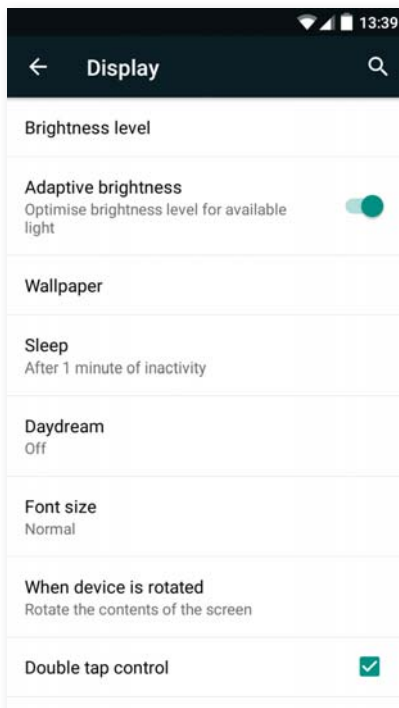 13:39
Display
Brightness level
Adaptive brightness
Optimise brightness level for available
light
Wallpaper
Sleep
After 1 minute of inactivity
Daydream
Off
Font size
Normal
When device is rotated
Rotate the contents of the screen
Double tap control